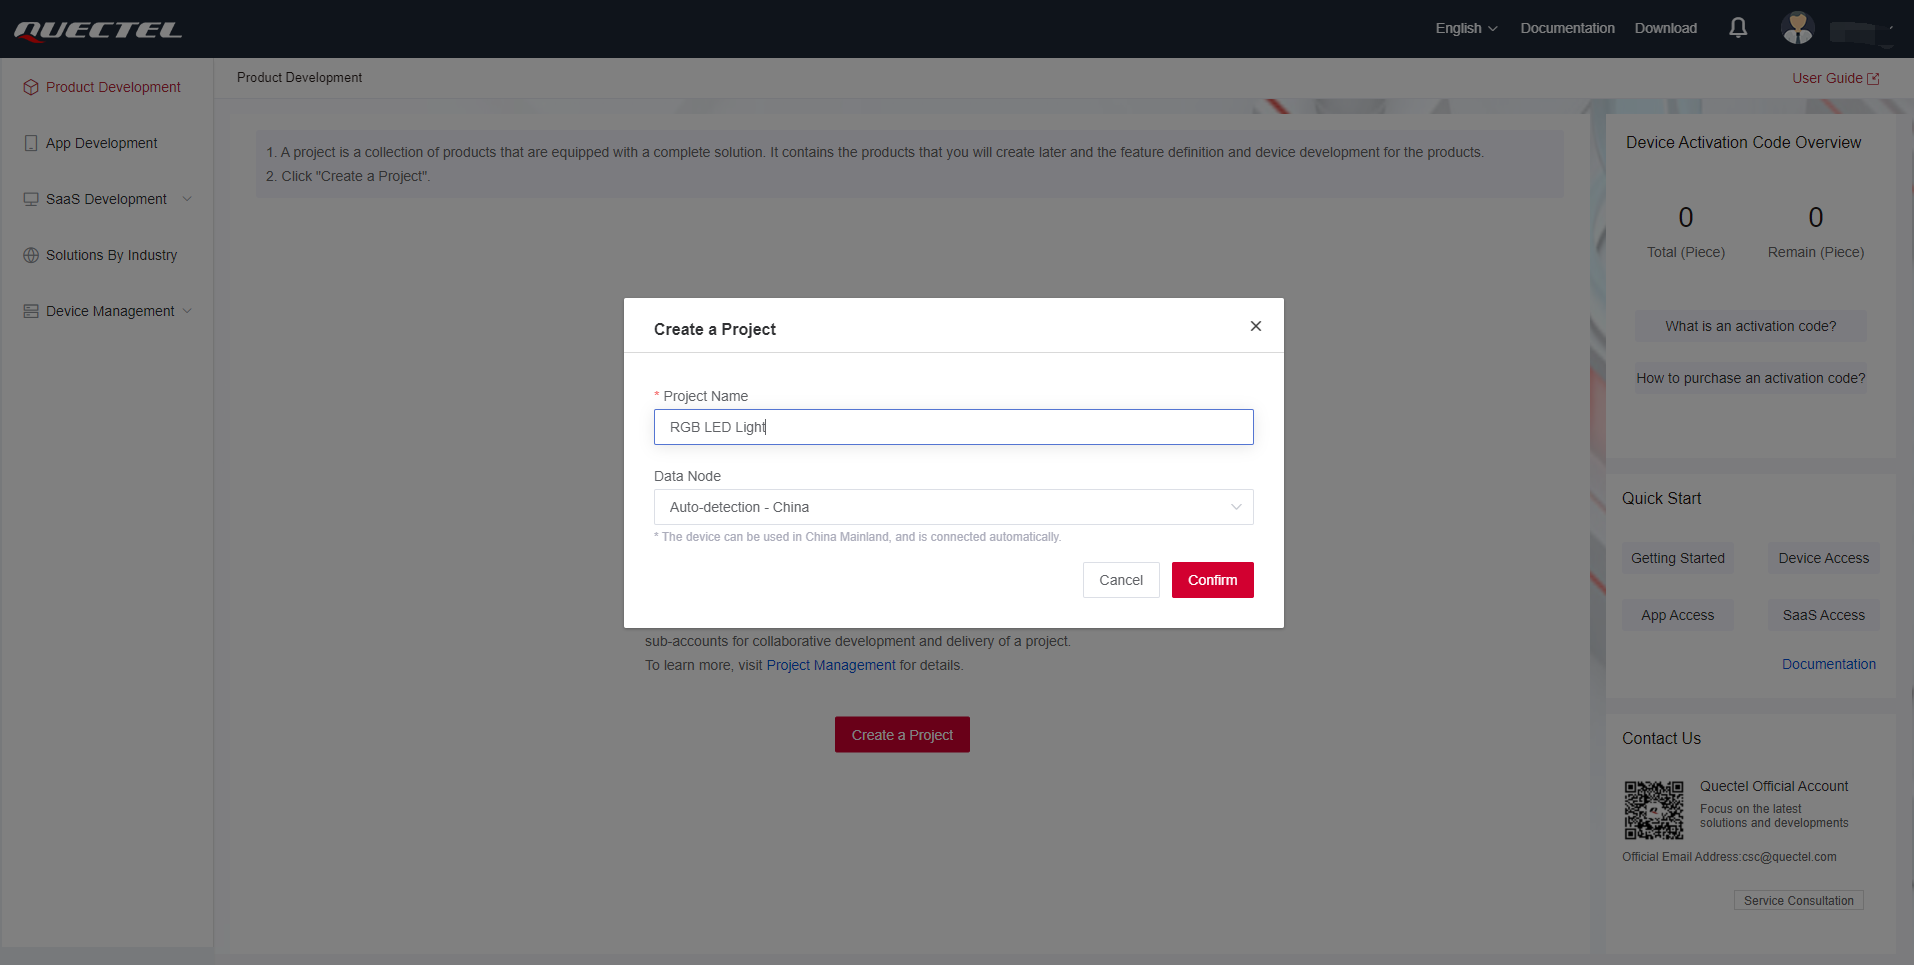 QUECTEL
English
Documentation
Download
Product Development
App Development
SaaS Development
Solutions By Industry
Device Management
Product Development
User Guide
1. A project is a collection of products that are equipped with a complete solution. It contains the products that you will create later and the feature definition and device development for the products.
2. Click "Create a Project".
Create a Project
* Project Name
RGB LED Light
Data Node
Auto-detection - China
* The device can be used in China Mainland, and is connected automatically.
Cancel
Confirm
sub-accounts for collaborative development and delivery of a project.
To learn more, visit Project Management for details.
Create a Project
Device Activation Code Overview
0
0
Total (Piece)
Remain (Piece)
What is an activation code?
How to purchase an activation code?
Quick Start
Getting Started
Device Access
App Access
SaaS Access
Documentation
Contact Us
Quectel Official Account
Focus on the latest
solutions and developments
Official Email Address:csc@quectel.com
Service Consultation